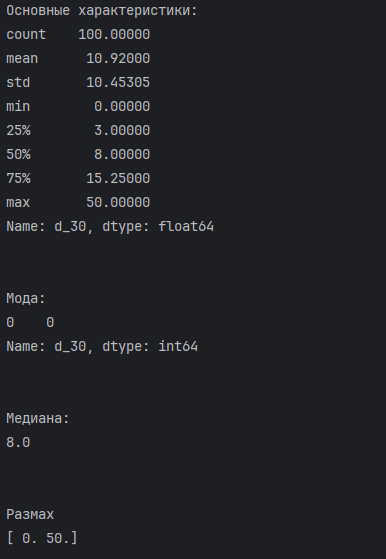 Основные характеристики:
count    100.00000
mean      10.92000
std       10.45305
min        0.00000
25%        3.00000
50%        8.00000
75%       15.25000
max       50.00000
Name: d_30, dtype: float64
Мода:
0    0
Name: d_30, dtype: int64
Медиана:
8.0
Размах
[ 0. 50.]